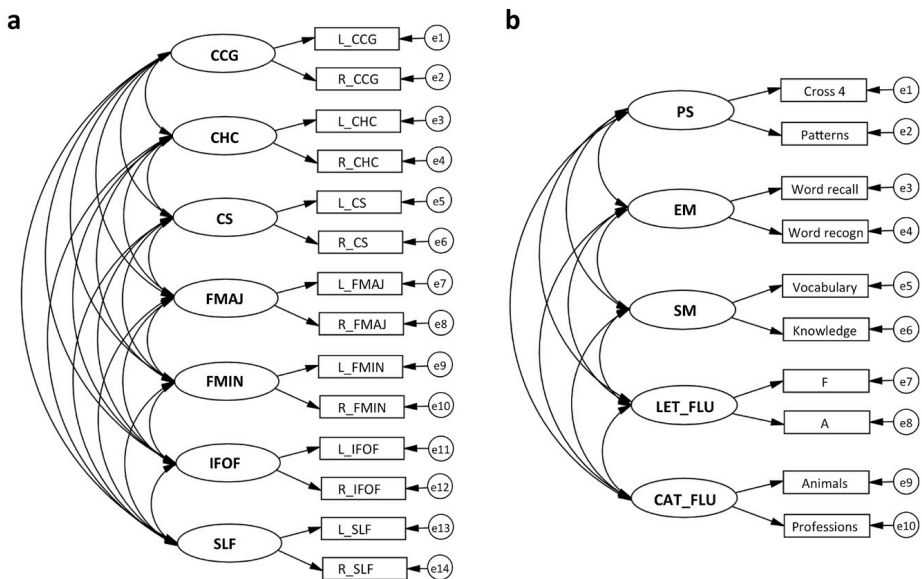 a
CCG
L_CCG
e1
R_CCG
e2
CHC
L_CHC
e3
R_CHC
e4
CS
L_CS
e5
R_CS
e6
FMAJ
L_FMAJ
e7
R_FMAJ
e8
FMIN
L_FMIN
e9
R_FMIN
e10
IFOF
L_IFOF
e11
R_IFOF
e12
SLF
L_SLF
e13
R_SLF
e14
b
PS
Cross 4
e1
Patterns
e2
EM
Word recall
e3
Word recogn
e4
SM
Vocabulary
e5
Knowledge
e6
LET_FLU
F
e7
A
e8
CAT_FLU
Animals
e9
Professions
e10